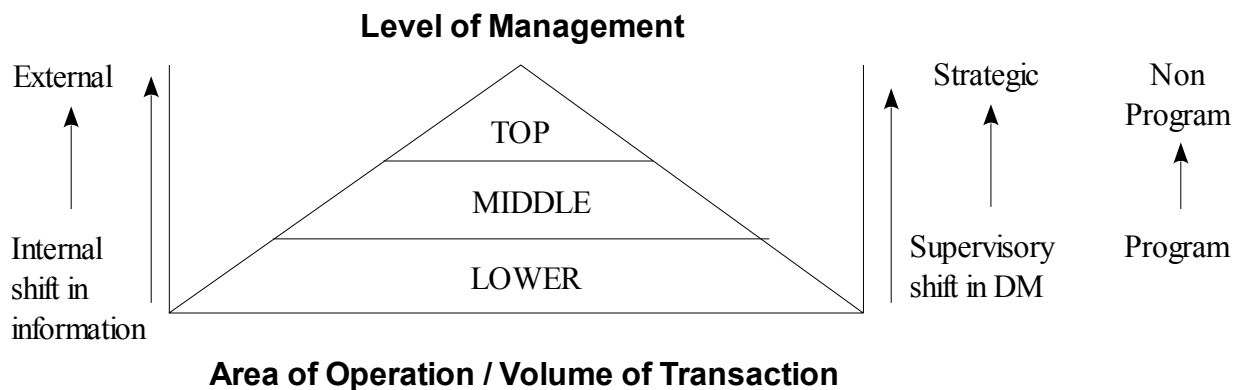 Level of Management
External
Strategic
Non
Program
TOP
MIDDLE
Internal
shift in
information
Supervisory
shift in DM
Program
LOWER
Area of Operation / Volume of Transaction